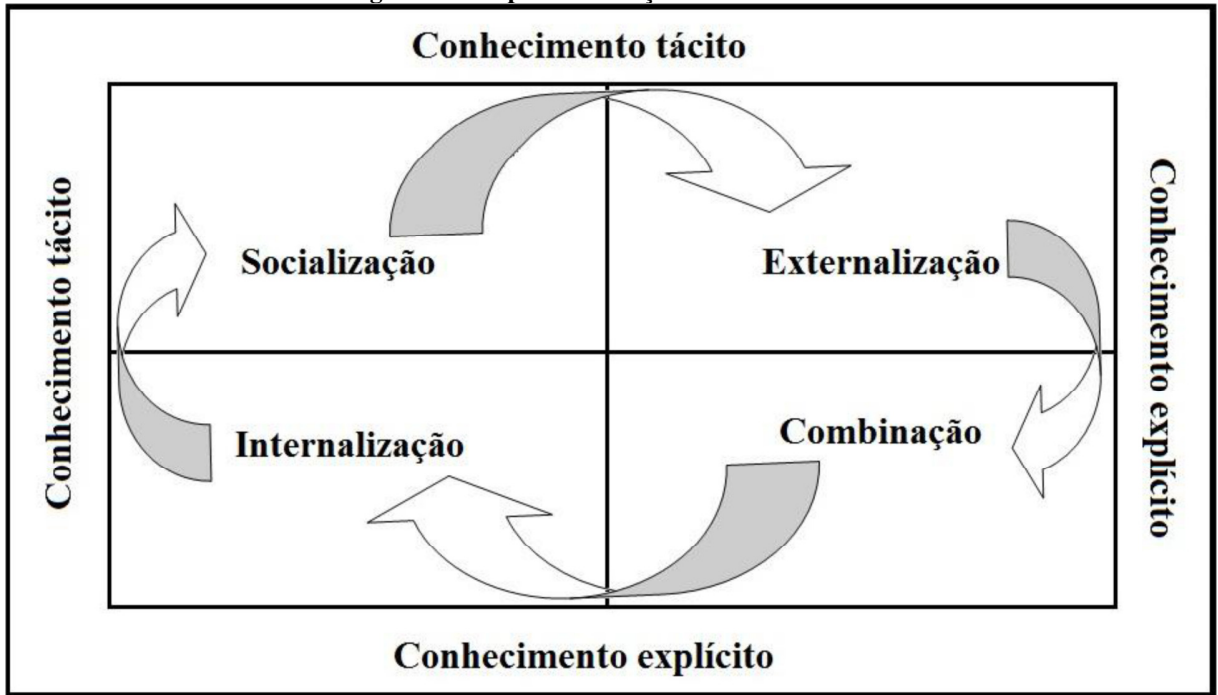 Conhecimento tácito
Conhecimento tácito
Socialização
Externalização
Conhecimento explícito
Internalização
Combinação
Conhecimento explícito